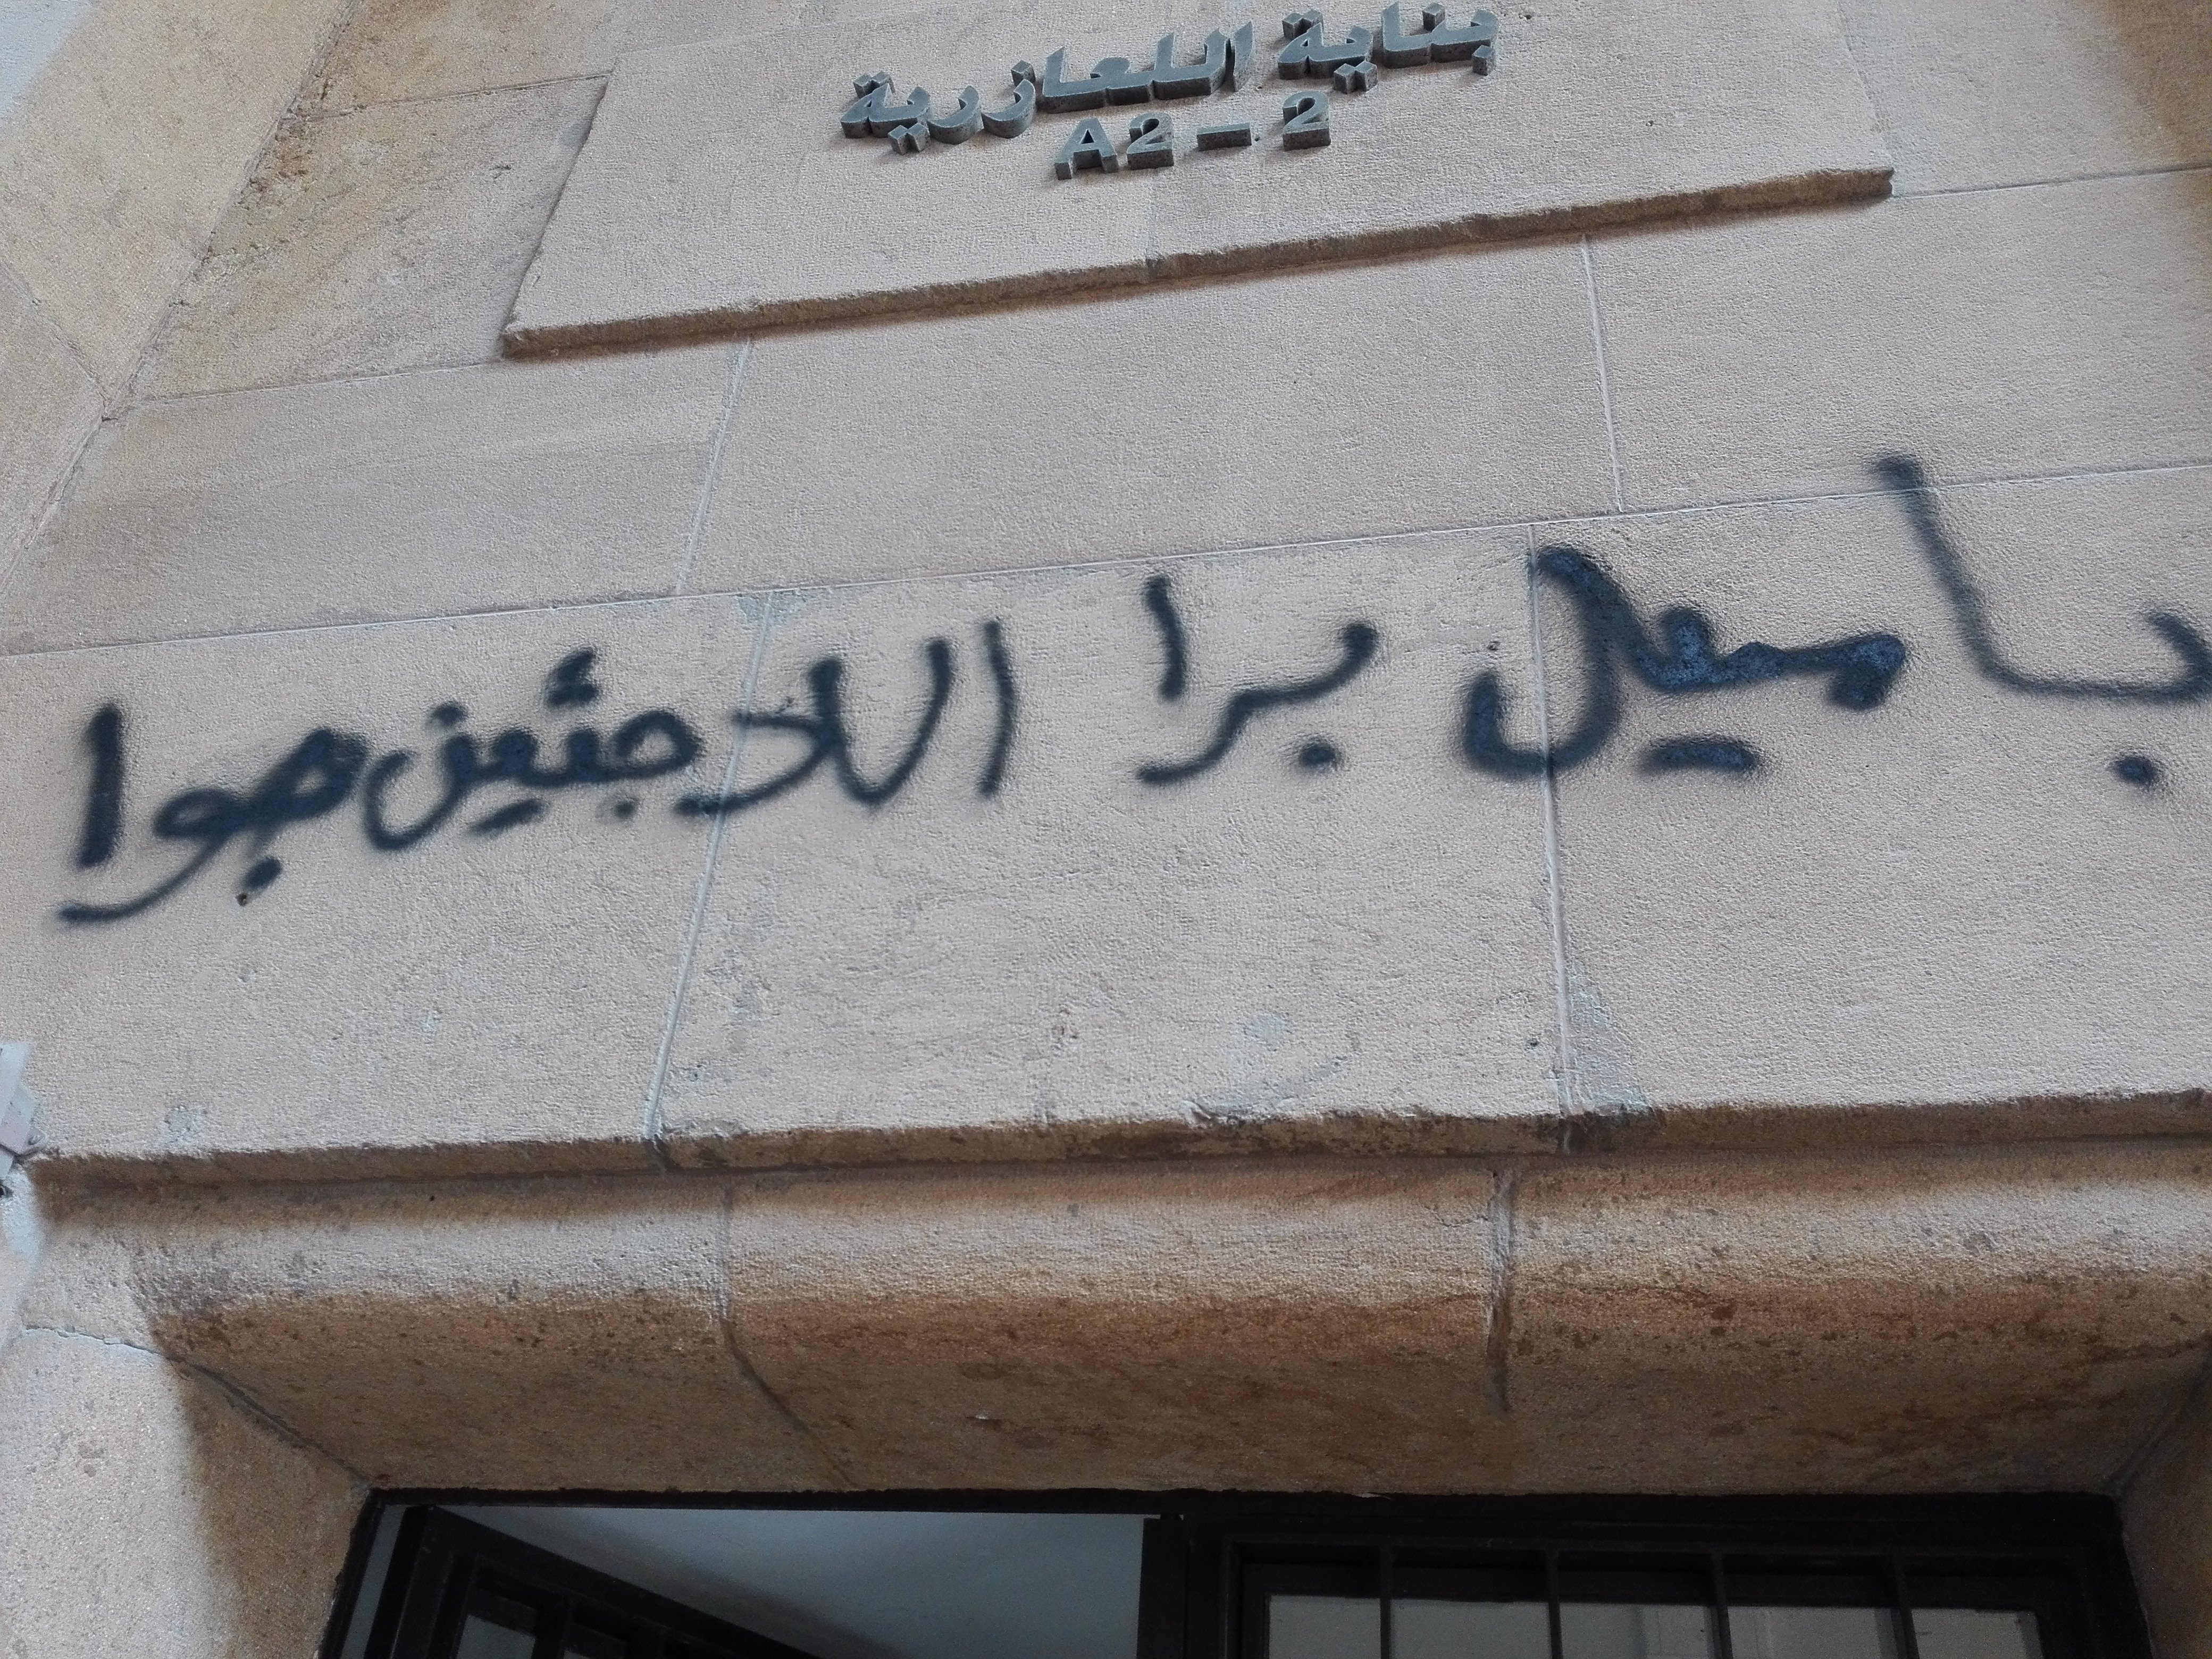 بناية اللعازرية
A2-2
باسيل برا اللاجئين جوا